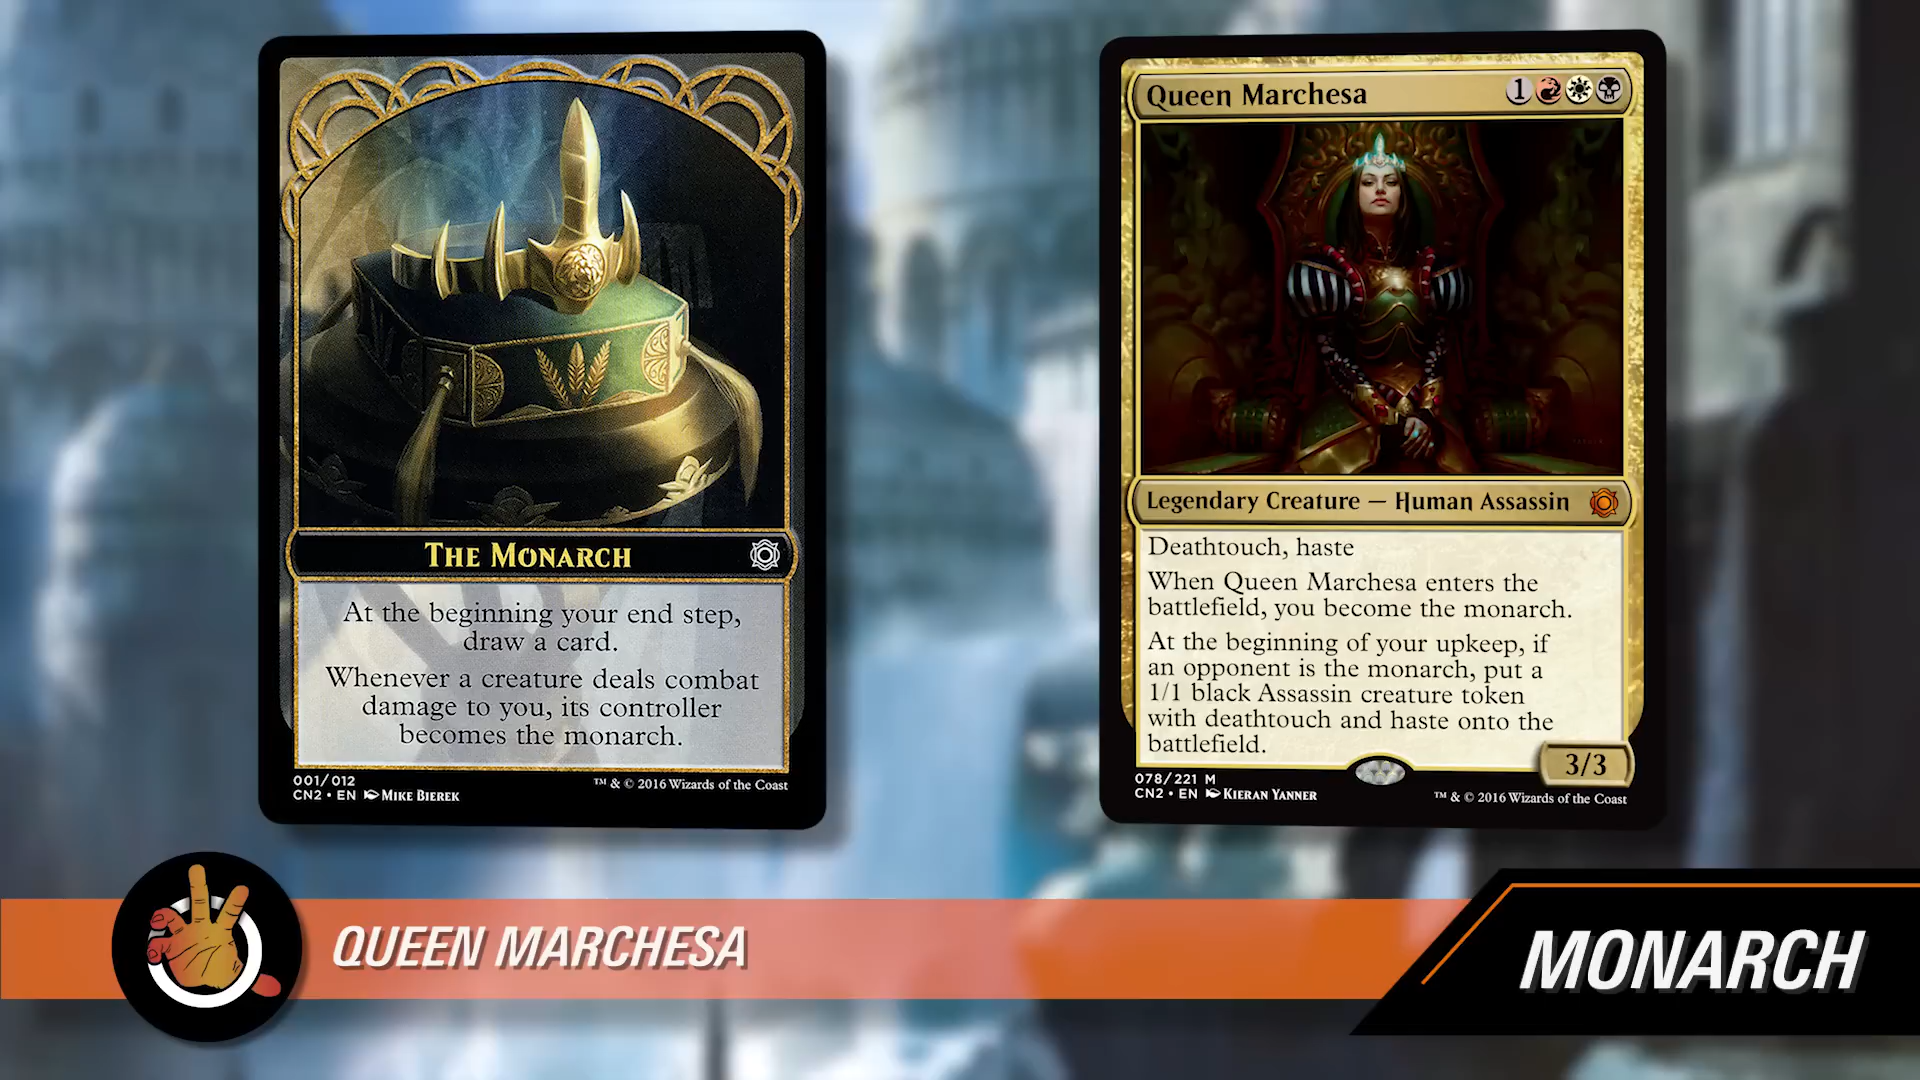 THE MONARCH
At the beginning your end step,
draw a card.
Whenever a creature deals combat
damage to you, its controller
becomes the monarch.
001/012
CN2 • EN MIKE BIEREK
™ & © 2016 Wizards of the Coast
Queen Marchesa
1
Legendary Creature — Human Assassin
Deathtouch, haste
When Queen Marchesa enters the
battlefield, you become the monarch.
At the beginning of your upkeep, if
an opponent is the monarch, put a
1/1 black Assassin creature token
with deathtouch and haste onto the
battlefield.
3/3
078/221 M
CN2 • EN KIERAN YANNER
™ & © 2016 Wizards of the Coast
QUEEN MARCHESA
MONARCH